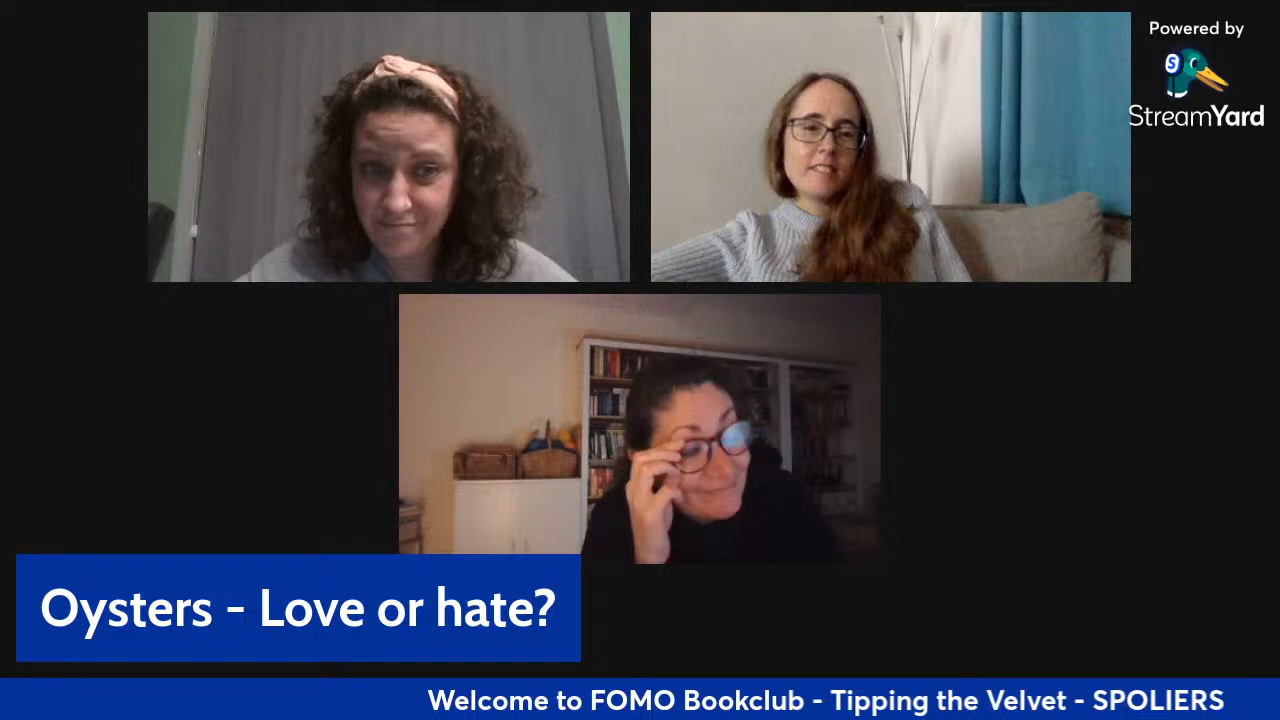 Powered by
S
StreamYard
Oysters - Love or hate?
Welcome to FOMO Bookclub - Tipping the Velvet - SPOLIERS